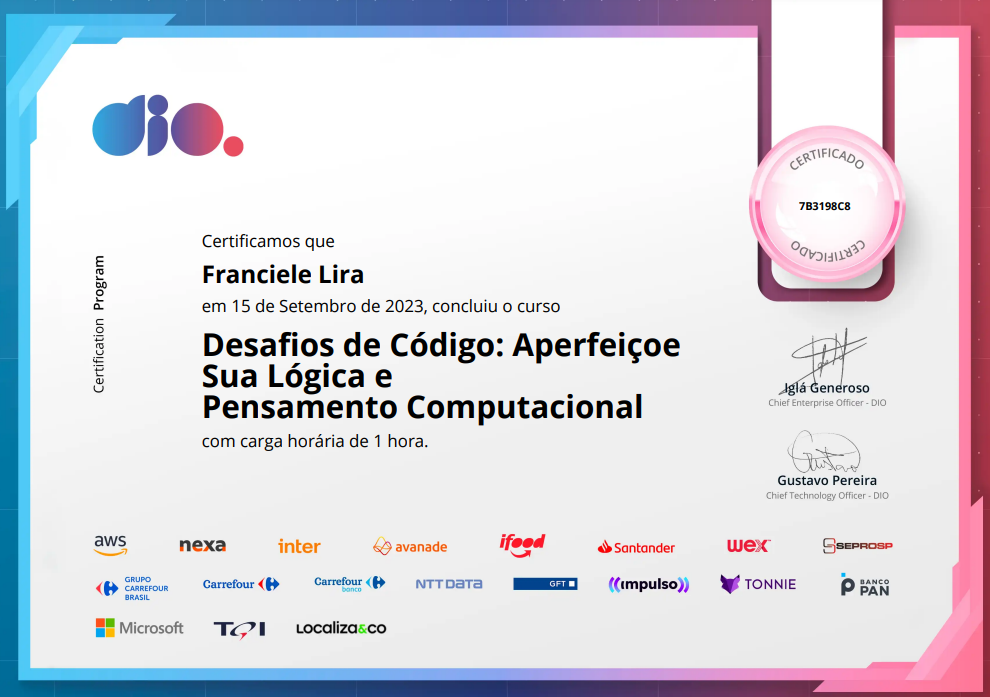 dio.
CERTIFICADO
7B3198C8
CERTIFICADO
Certification Program
Certificamos que
Franciele Lira
em 15 de Setembro de 2023, concluiu o curso
Desafios de Código: Aperfeiçoe
Sua Lógica e
Pensamento Computacional
com carga horária de 1 hora.
Iglá Generoso
Chief Enterprise Officer - DIO
Gustavo Pereira
Chief Technology Officer - DIO
aws nexa inter avanade ifood Santander wex SEPROSP
GRUPO
CARREFOUR
BRASIL
Carrefour
Carrefour
banco
NTT DATA
GFT
impulso
TONNIE
BANCO
PAN
Microsoft
Localiza&co